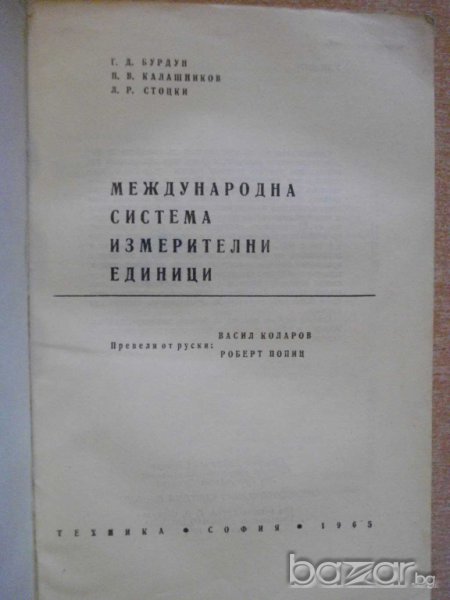 Г. Д. БУРДУН
Н. В. КАЛАШНИКОВ
Л. Р. СТОЦКИ
МЕЖДУНАРОДНА
СИСТЕМА
ИЗМЕРИТЕЛНИ
ЕДИНИЦИ
Превели от руски: ВАСИЛ КОЛАРОВ
РОБЕРТ ПОПИЦ
ТЕХНИКА • СОФИЯ • 1965
bazar.bg